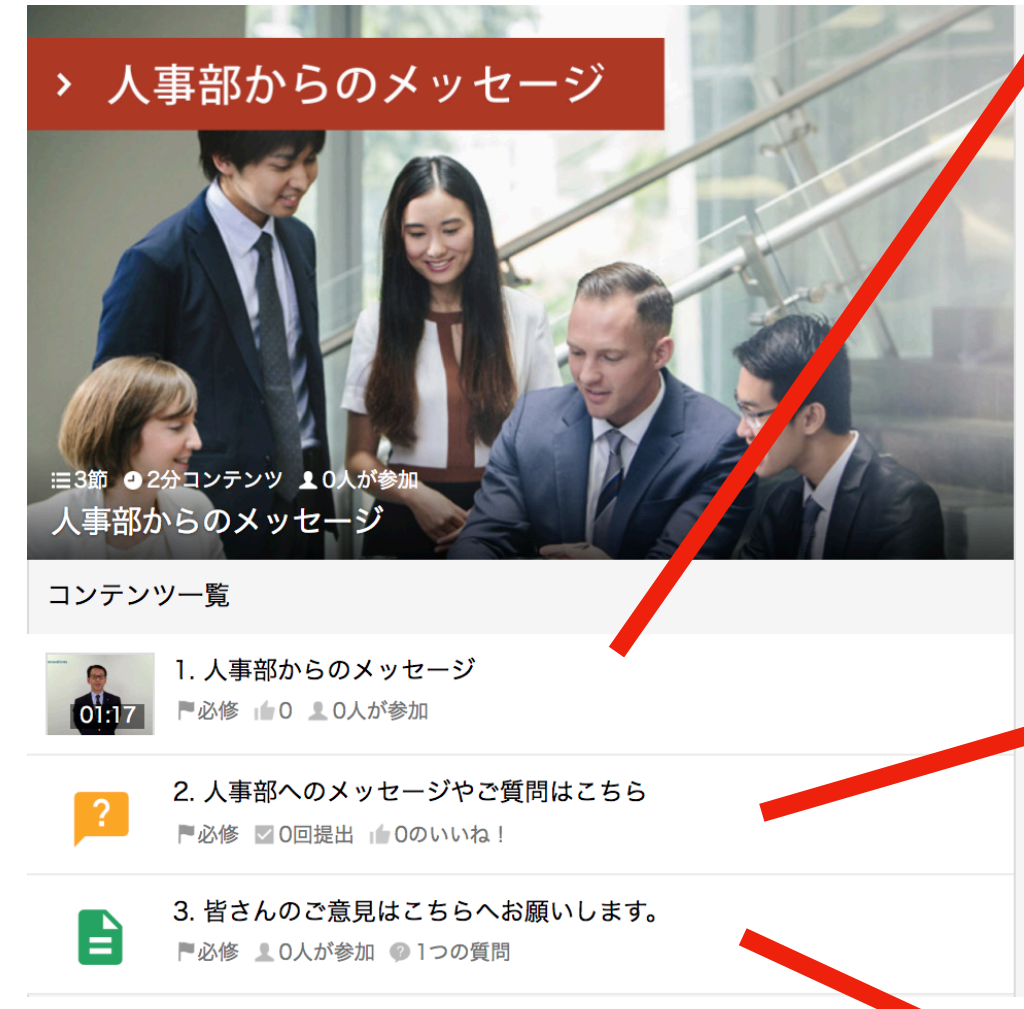 人事部からのメッセージ
3節 2分コンテンツ 0人が参加
人事部からのメッセージ
コンテンツ一覧
01:17
1. 人事部からのメッセージ
必修 0 0人が参加
?
2. 人事部へのメッセージやご質問はこちら
必修 0回提出 0のいいね！
3. 皆さんのご意見はこちらへお願いします。
必修 0人が参加 1つの質問